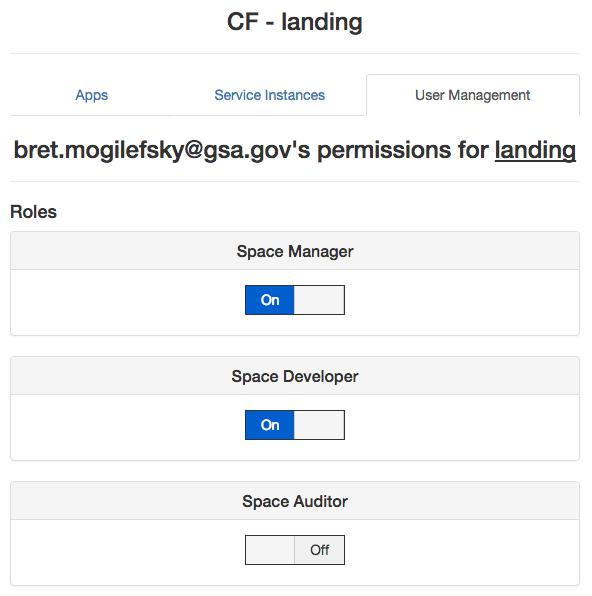 CF - landing
Apps Service Instances User Management
bret.mogilefsky@gsa.gov's permissions for landing
Roles
Space Manager
On
Space Developer
On
Space Auditor
Off